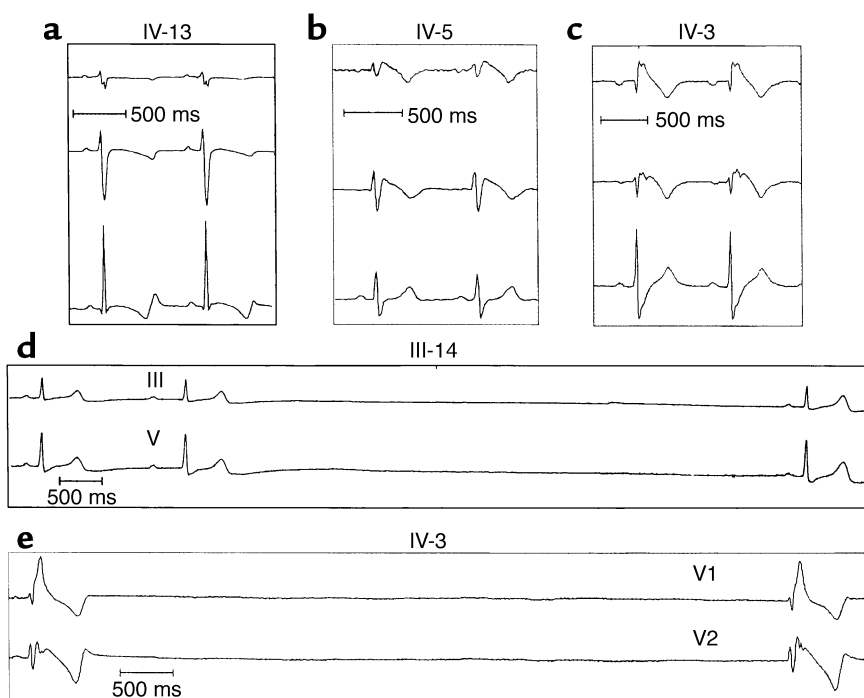 a IV-13
b IV-5
c IV-3
500 ms
500 ms
500 ms
d III-14
III
V
500 ms
e IV-3
V1
V2
500 ms